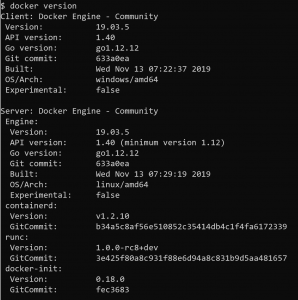 $ docker version
Client: Docker Engine - Community
Version: 19.03.5
API version: 1.40
Go version: go1.12.12
Git commit: 633a0ea
Built: Wed Nov 13 07:22:37 2019
OS/Arch: windows/amd64
Experimental: false
Server: Docker Engine - Community
Engine:
Version: 19.03.5
API version: 1.40 (minimum version 1.12)
Go version: go1.12.12
Git commit: 633a0ea
Built: Wed Nov 13 07:29:19 2019
OS/Arch: linux/amd64
Experimental: false
containerd:
Version: v1.2.10
GitCommit: b34a5c8af56e510852c35414db4c1f4fa6172339
runc:
Version: 1.0.0-rc8+dev
GitCommit: 3e425f80a8c931f88e6d94a8c831b9d5aa481657
docker-init:
Version: 0.18.0
GitCommit: fec3683